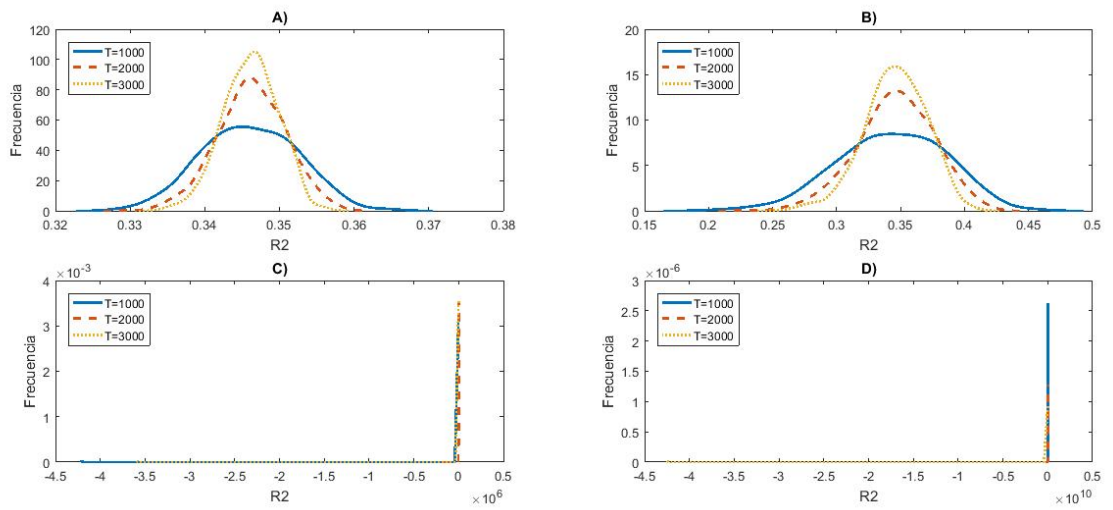 A)
120
100
80
60
40
20
0
Frecuencia
T=1000
T=2000
T=3000
0.32 0.33 0.34 0.35 0.36 0.37 0.38
R2
B)
20
15
10
5
0
Frecuencia
T=1000
T=2000
T=3000
0.15 0.2 0.25 0.3 0.35 0.4 0.45 0.5
R2
C)
×10⁻³
4
3
2
1
0
Frecuencia
T=1000
T=2000
T=3000
-4.5 -4 -3.5 -3 -2.5 -2 -1.5 -1 -0.5 0 0.5
R2
×10⁶
D)
×10⁻⁶
3
2.5
2
1.5
1
0.5
0
Frecuencia
T=1000
T=2000
T=3000
-4.5 -4 -3.5 -3 -2.5 -2 -1.5 -1 -0.5 0 0.5
R2
×10¹⁰